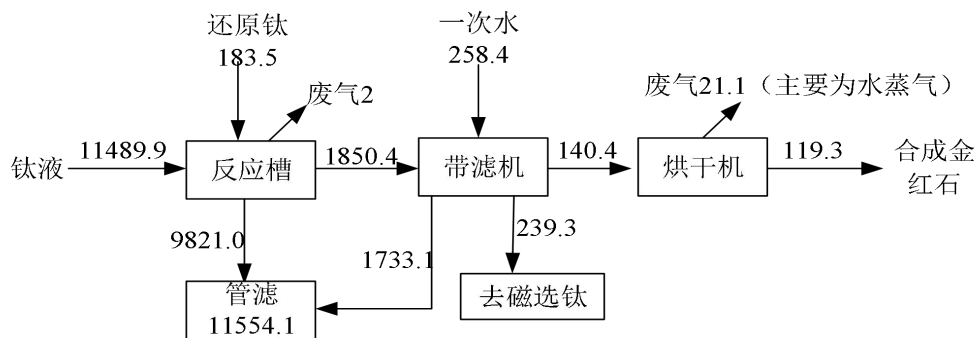 还原钛
183.5
一次水
258.4
废气2
废气21.1（主要为水蒸气）
钛液
11489.9
反应槽
1850.4
带滤机
140.4
烘干机
119.3
合成金
红石
9821.0
1733.1
239.3
管滤
11554.1
去磁选钛